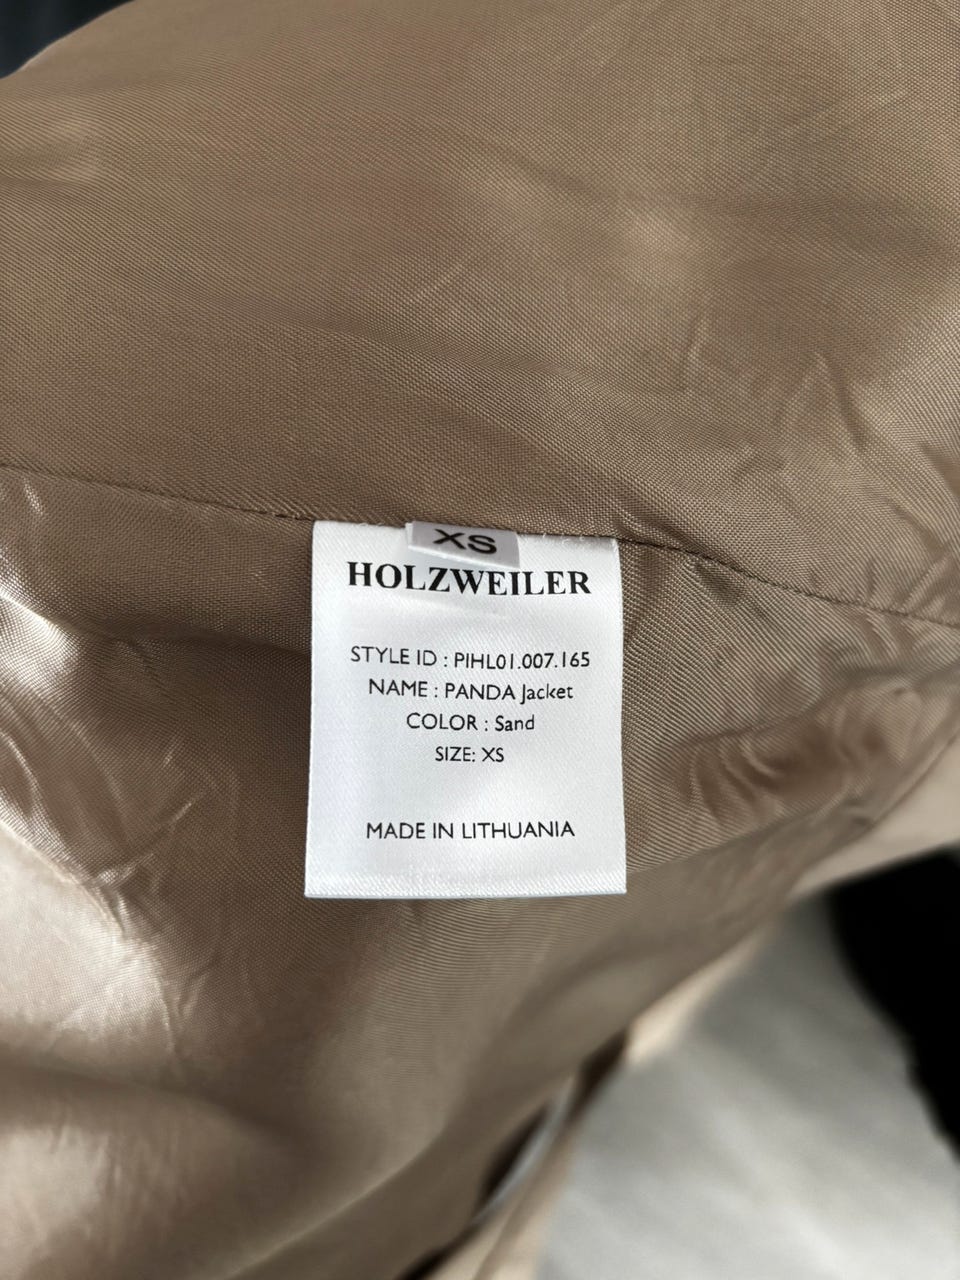 XS
HOLZWEILER
STYLE ID : PIHL01.007.165
NAME : PANDA Jacket
COLOR : Sand
SIZE: XS
MADE IN LITHUANIA